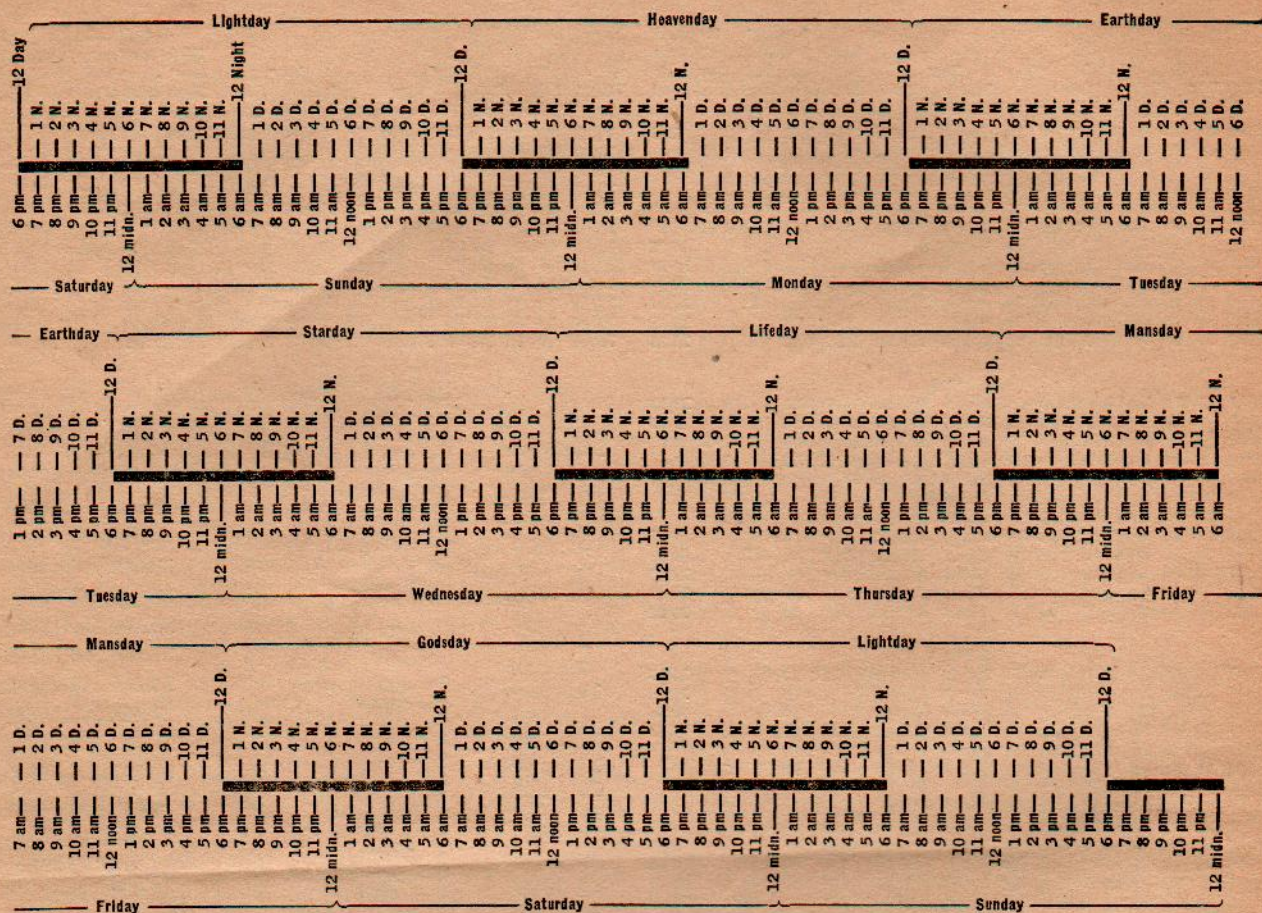 Lightday Heavenday Earthday
12 Day 1 N. 2 N. 3 N. 4 N. 5 N. 6 N. 7 N. 8 N. 9 N. 10 N. 11 N. 12 Night 1 D. 2 D. 3 D. 4 D. 5 D. 6 D. 7 D. 8 D. 9 D. 10 D. 11 D. 12 D. 1 N. 2 N. 3 N. 4 N. 5 N. 6 N. 7 N. 8 N. 9 N. 10 N. 11 N. 12 N. 1 D. 2 D. 3 D. 4 D. 5 D. 6 D. 7 D. 8 D. 9 D. 10 D. 11 D. 12 D. 1 N. 2 N. 3 N. 4 N. 5 N. 6 N. 7 N. 8 N. 9 N. 10 N. 11 N. 12 N. 1 D. 2 D. 3 D. 4 D. 5 D. 6 D.
6 pm 7 pm 8 pm 9 pm 10 pm 11 pm 12 midn. 1 am 2 am 3 am 4 am 5 am 6 am 7 am 8 am 9 am 10 am 11 am 12 noon 1 pm 2 pm 3 pm 4 pm 5 pm 6 pm 7 pm 8 pm 9 pm 10 pm 11 pm 12 midn. 1 am 2 am 3 am 4 am 5 am 6 am 7 am 8 am 9 am 10 am 11 am 12 noon 1 pm 2 pm 3 pm 4 pm 5 pm 6 pm 7 pm 8 pm 9 pm 10 pm 11 pm 12 midn. 1 am 2 am 3 am 4 am 5 am 6 am 7 am 8 am 9 am 10 am 11 am 12 noon
Saturday Sunday Monday Tuesday
Earthday Starday Lifeday Mansday
7 D. 8 D. 9 D. 10 D. 11 D. 12 D. 1 N. 2 N. 3 N. 4 N. 5 N. 6 N. 7 N. 8 N. 9 N. 10 N. 11 N. 12 N. 1 D. 2 D. 3 D. 4 D. 5 D. 6 D. 7 D. 8 D. 9 D. 10 D. 11 D. 12 D. 1 N. 2 N. 3 N. 4 N. 5 N. 6 N. 7 N. 8 N. 9 N. 10 N. 11 N. 12 N. 1 D. 2 D. 3 D. 4 D. 5 D. 6 D. 7 D. 8 D. 9 D. 10 D. 11 D. 12 D. 1 N. 2 N. 3 N. 4 N. 5 N. 6 N. 7 N. 8 N. 9 N. 10 N. 11 N. 12 N.
1 pm 2 pm 3 pm 4 pm 5 pm 6 pm 7 pm 8 pm 9 pm 10 pm 11 pm 12 midn. 1 am 2 am 3 am 4 am 5 am 6 am 7 am 8 am 9 am 10 am 11 am 12 noon 1 pm 2 pm 3 pm 4 pm 5 pm 6 pm 7 pm 8 pm 9 pm 10 pm 11 pm 12 midn. 1 am 2 am 3 am 4 am 5 am 6 am 7 am 8 am 9 am 10 am 11 am 12 noon 1 pm 2 pm 3 pm 4 pm 5 pm 6 pm 7 pm 8 pm 9 pm 10 pm 11 pm 12 midn. 1 am 2 am 3 am 4 am 5 am 6 am
Tuesday Wednesday Thursday Friday
Mansday Godsday Lightday
1 D. 2 D. 3 D. 4 D. 5 D. 6 D. 7 D. 8 D. 9 D. 10 D. 11 D. 12 D. 1 N. 2 N. 3 N. 4 N. 5 N. 6 N. 7 N. 8 N. 9 N. 10 N. 11 N. 12 N. 1 D. 2 D. 3 D. 4 D. 5 D. 6 D. 7 D. 8 D. 9 D. 10 D. 11 D. 12 D. 1 N. 2 N. 3 N. 4 N. 5 N. 6 N. 7 N. 8 N. 9 N. 10 N. 11 N. 12 N. 1 D. 2 D. 3 D. 4 D. 5 D. 6 D. 7 D. 8 D. 9 D. 10 D. 11 D. 12 D.
7 am 8 am 9 am 10 am 11 am 12 noon 1 pm 2 pm 3 pm 4 pm 5 pm 6 pm 7 pm 8 pm 9 pm 10 pm 11 pm 12 midn. 1 am 2 am 3 am 4 am 5 am 6 am 7 am 8 am 9 am 10 am 11 am 12 noon 1 pm 2 pm 3 pm 4 pm 5 pm 6 pm 7 pm 8 pm 9 pm 10 pm 11 pm 12 midn. 1 am 2 am 3 am 4 am 5 am 6 am 7 am 8 am 9 am 10 am 11 am 12 noon 1 pm 2 pm 3 pm 4 pm 5 pm 6 pm 7 pm 8 pm 9 pm 10 pm 11 pm 12 midn.
Friday Saturday Sunday